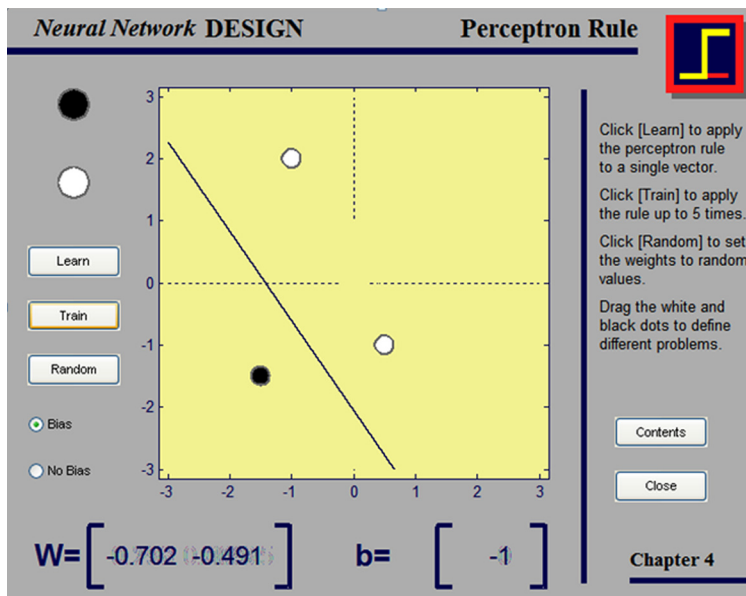 Neural Network DESIGN
Perceptron Rule
Click [Learn] to apply
the perceptron rule
to a single vector.
Click [Train] to apply
the rule up to 5 times.
Click [Random] to set
the weights to random
values.
Drag the white and
black dots to define
different problems.
Learn
Train
Random
Bias
No Bias
3
2
1
0
-1
-2
-3
-3 -2 -1 0 1 2 3
Contents
Close
W= -0.702 -0.491
b= -1
Chapter 4